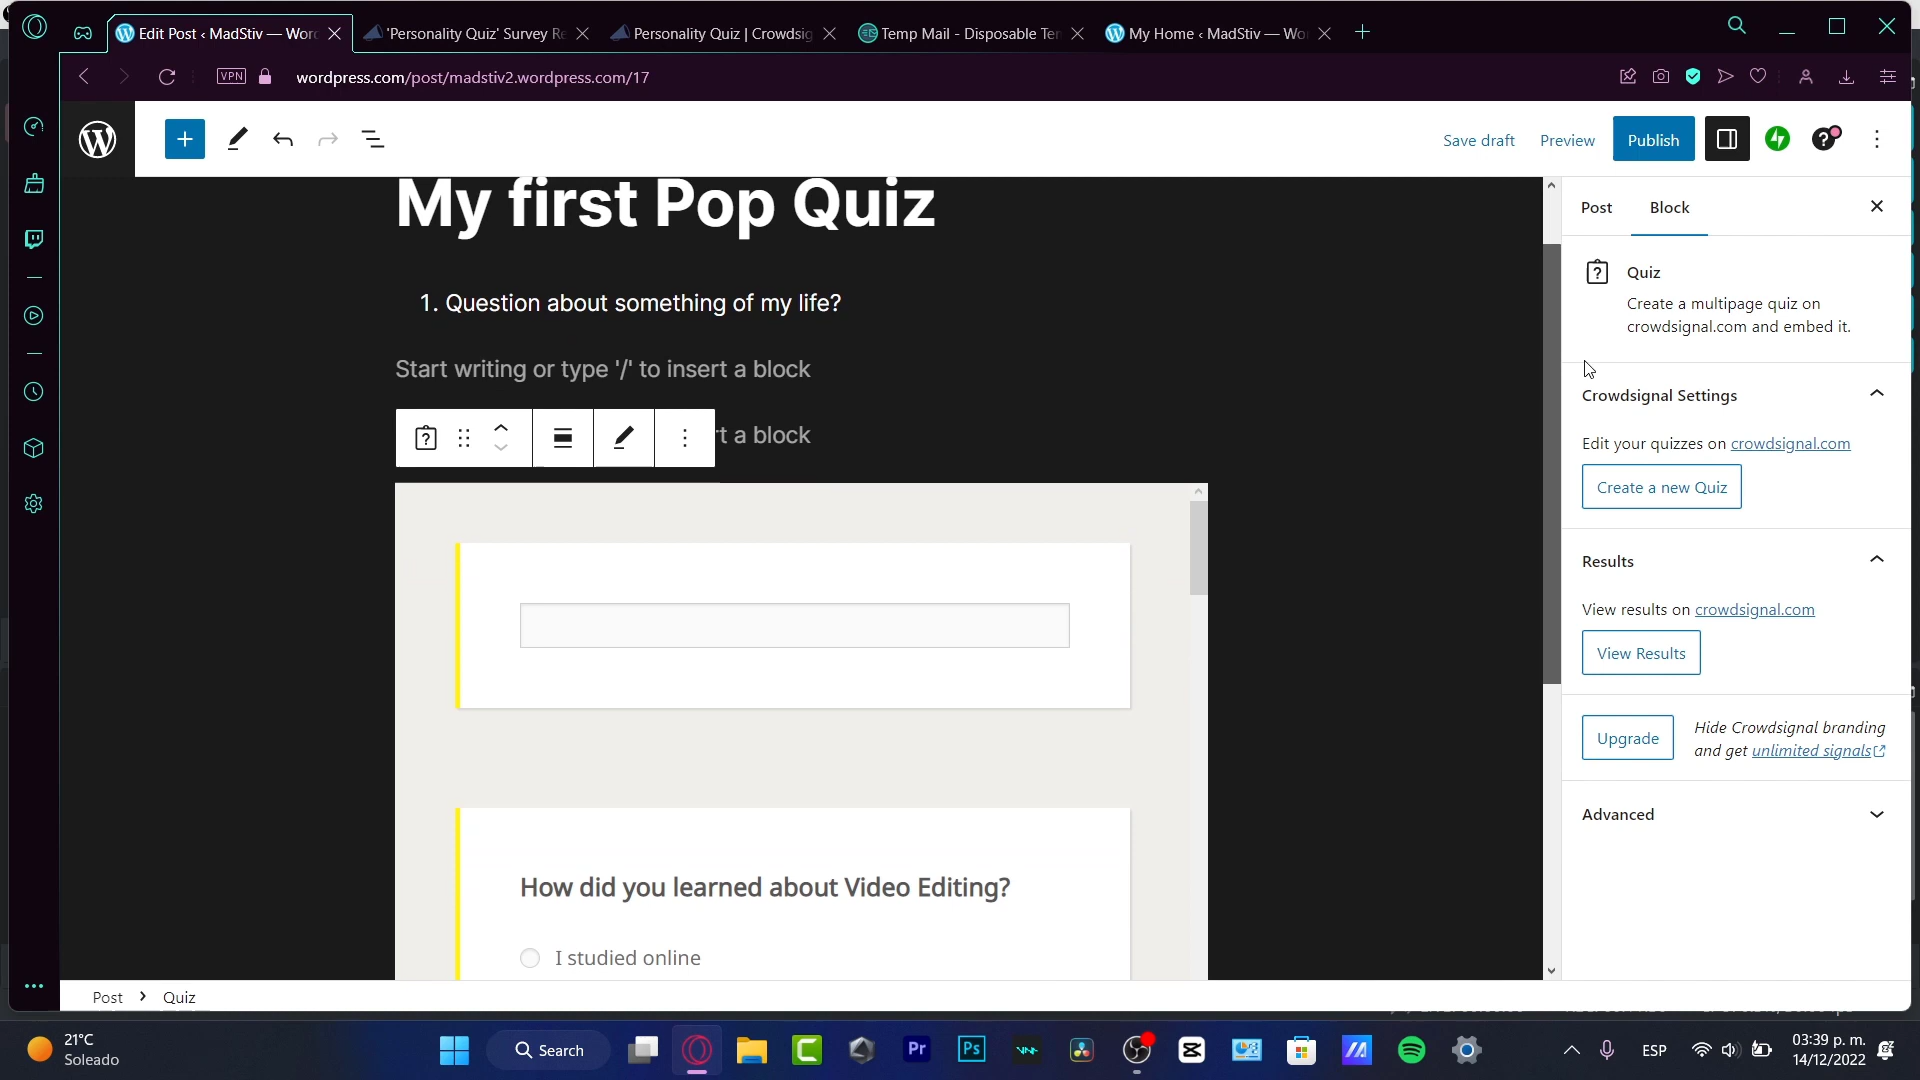 Edit Post ‹ MadStiv — Wor
'Personality Quiz' Survey Re
Personality Quiz | Crowdsig
Temp Mail - Disposable Ten
My Home ‹ MadStiv — Wo
VPN
wordpress.com/post/madstiv2.wordpress.com/17
Save draft
Preview
Publish
My first Pop Quiz
1. Question about something of my life?
Start writing or type '/' to insert a block
t a block
How did you learned about Video Editing?
I studied online
Post
Block
Quiz
Create a multipage quiz on
crowdsignal.com and embed it.
Crowdsignal Settings
Edit your quizzes on crowdsignal.com
Create a new Quiz
Results
View results on crowdsignal.com
View Results
Upgrade
Hide Crowdsignal branding
and get unlimited signals
Advanced
Post > Quiz
21°C
Soleado
Search
Pr
Ps
ESP
03:39 p. m.
14/12/2022